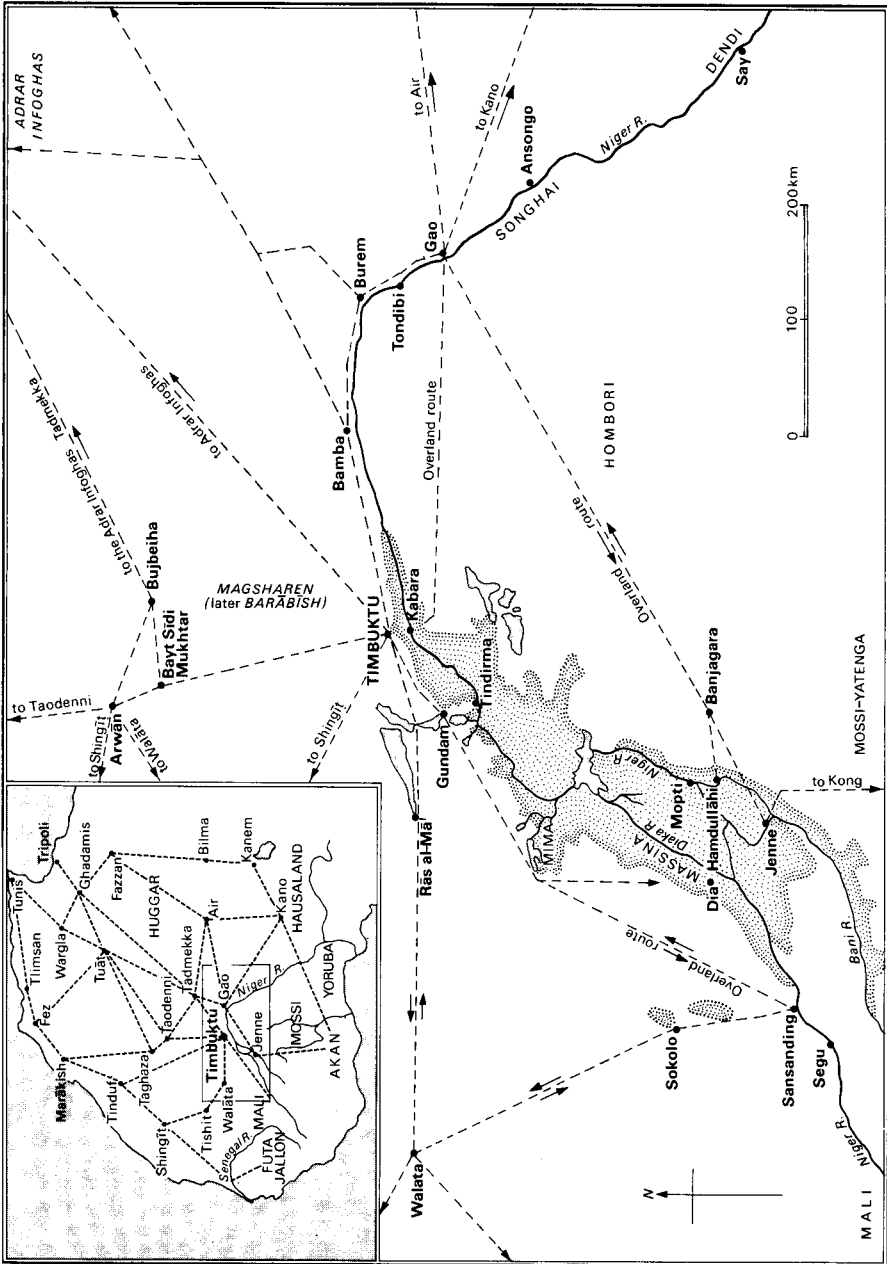 ADRAR
INFOGHAS
to Air
to Kano
DENDI
Say
Niger R.
Ansongo
SONGHAI
Gao
Burem
Tondibi
200km
100
0
to the Adrar Infoghas Tadmekka
to Adrar Infoghas
Bamba
Overland route
HOMBORI
Overland route
Bujbeiha
Bayt Sidi
Mukhtar
MAGSHAREN
(later BARĀBĪSH)
to Taodenni
Arwān
to Shingīt
to Walāta
to Shingīt
TIMBUKTU
Kabara
Tindirma
Gundam
Rās al-Mā'
Banjagara
MOSSI-YATENGA
to Kong
Niger R.
Mopti
Hamdullāhi
Diaka R.
MASSINA
MIMA
Jenne
Dia
Bani R.
Overland route
Sokolo
Sansanding
Segu
Niger R.
MALI
Walata
N
Tunis
Tripoli
Tlimsan
Ghadamis
Wargla
Fez
Fazzan
Tuāt
HUGGAR
Marākish
Bilma
Kanem
Tinduf
Taghaza
Taodenni
Tadmekka
Air
Kano
HAUSALAND
Shingīt
Tishit
Walāta
Timbuktu
Gao
Niger R.
Jenne
MOSSI
YORUBA
AKAN
MALI
Senegal R.
FUTA
JALLON